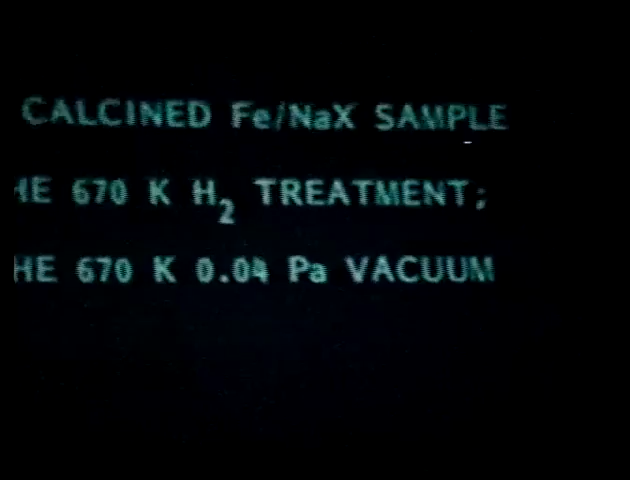 CALCINED Fe/NaX SAMPLE
HE 670 K H2 TREATMENT;
HE 670 K 0.04 Pa VACUUM